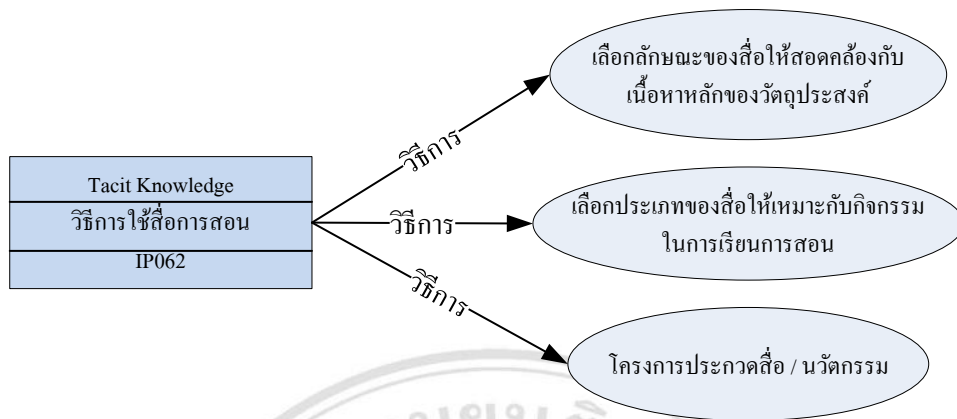 เลือกลักษณะของสื่อให้สอดคล้องกับ
เนื้อหาหลักของวัตถุประสงค์
วิธีการ
Tacit Knowledge
วิธีการใช้สื่อการสอน
IP062
วิธีการ
เลือกประเภทของสื่อให้เหมาะกับกิจกรรม
ในการเรียนการสอน
วิธีการ
โครงการประกวดสื่อ / นวัตกรรม